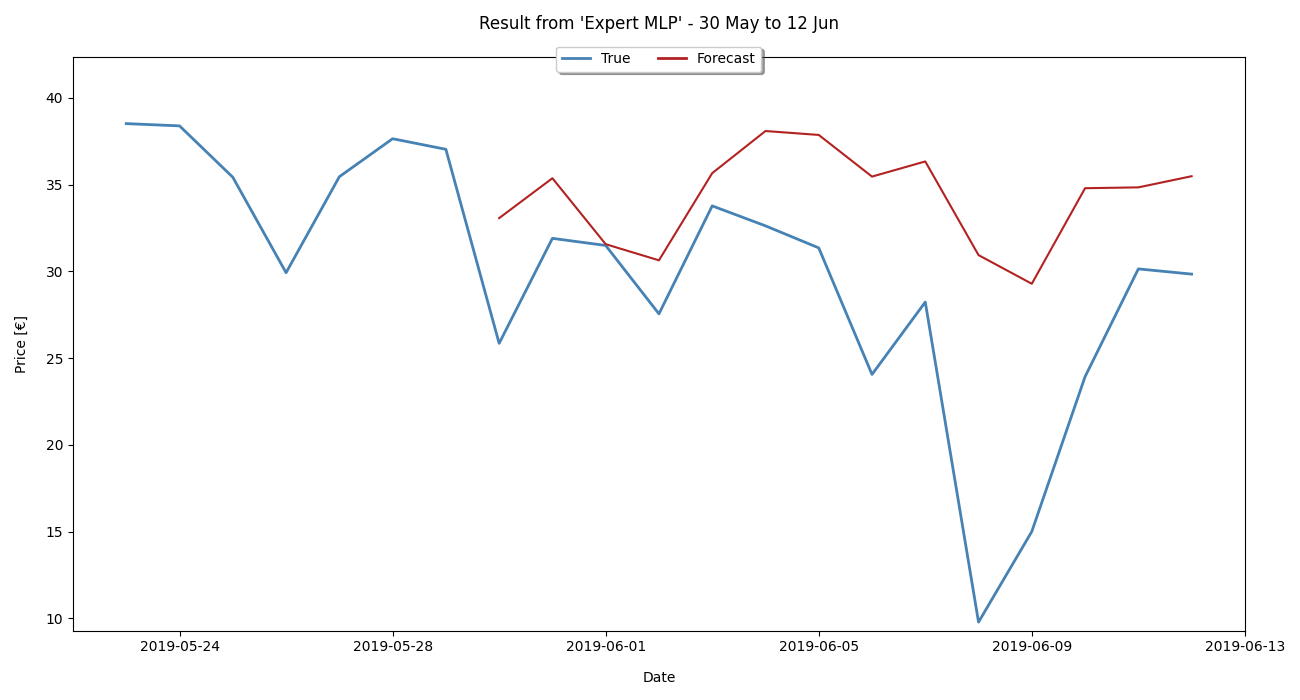 Result from 'Expert MLP' - 30 May to 12 Jun
True Forecast
40
35
30
25
20
15
10
Price [€]
2019-05-24 2019-05-28 2019-06-01 2019-06-05 2019-06-09 2019-06-13
Date